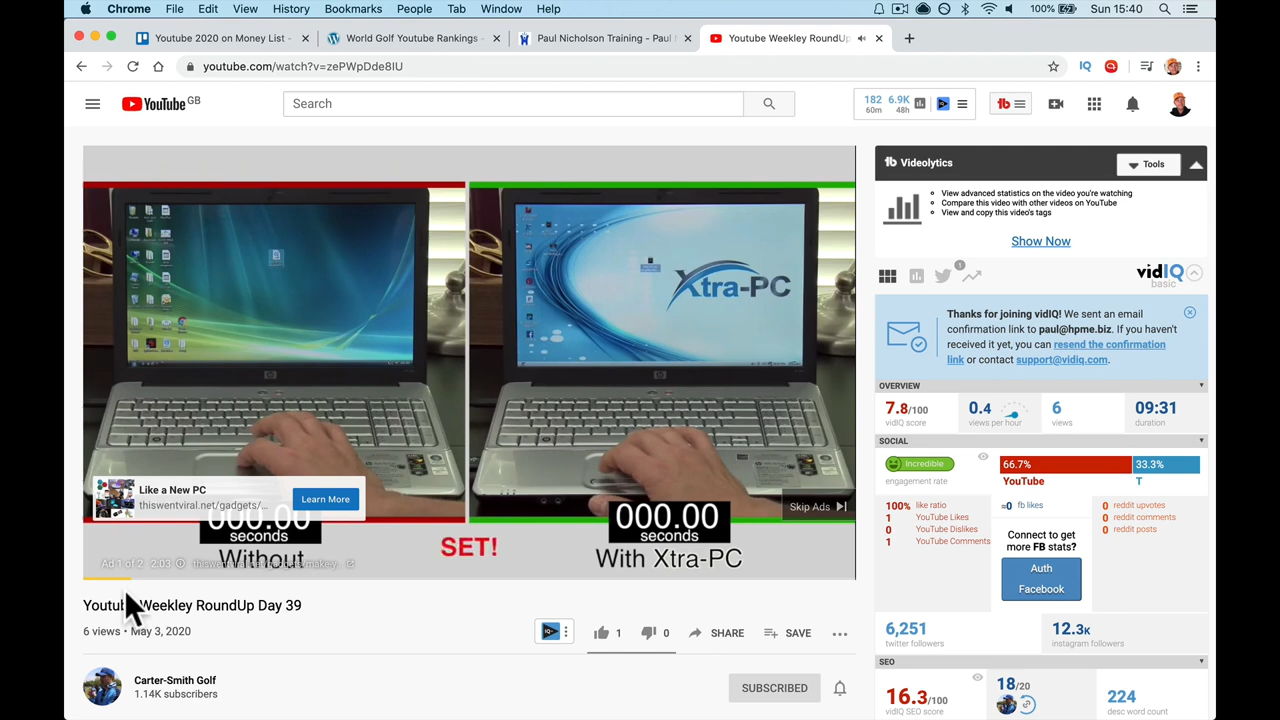 Chrome File Edit View History Bookmarks People Tab Window Help 100% Sun 15:40
Youtube 2020 on Money List - World Golf Youtube Rankings - Paul Nicholson Training - Paul Youtube Weekley RoundUp
youtube.com/watch?v=zePWpDde8IU IQ
YouTube GB Search 182 60m 6.9K 48h tb
Xtra-PC
Like a New PC
thiswentviral.net/gadgets/...
Learn More
Skip Ads
000.00
seconds
Without
SET!
000.00
seconds
With Xtra-PC
Ad 1 of 2 · 2:03
Youtube Weekley RoundUp Day 39
6 views • May 3, 2020
1 0 SHARE SAVE
Carter-Smith Golf
1.14K subscribers
SUBSCRIBED
tb Videolytics Tools
View advanced statistics on the video you're watching
Compare this video with other videos on YouTube
View and copy this video's tags
Show Now
1
vidIQ
basic
Thanks for joining vidIQ! We sent an email
confirmation link to paul@hpme.biz. If you haven't
received it yet, you can resend the confirmation
link or contact support@vidiq.com.
OVERVIEW
7.8/100 0.4 6 09:31
vidIQ score views per hour views duration
SOCIAL
Incredible
engagement rate
66.7% 33.3%
YouTube T
100% like ratio
1 YouTube Likes
0 YouTube Dislikes
1 YouTube Comments
≈0 fb likes
Connect to get
more FB stats?
Auth
Facebook
0 reddit upvotes
0 reddit comments
0 reddit posts
6,251 12.3K
twitter followers instagram followers
SEO
16.3/100 18/20 224
vidIQ SEO score desc word count